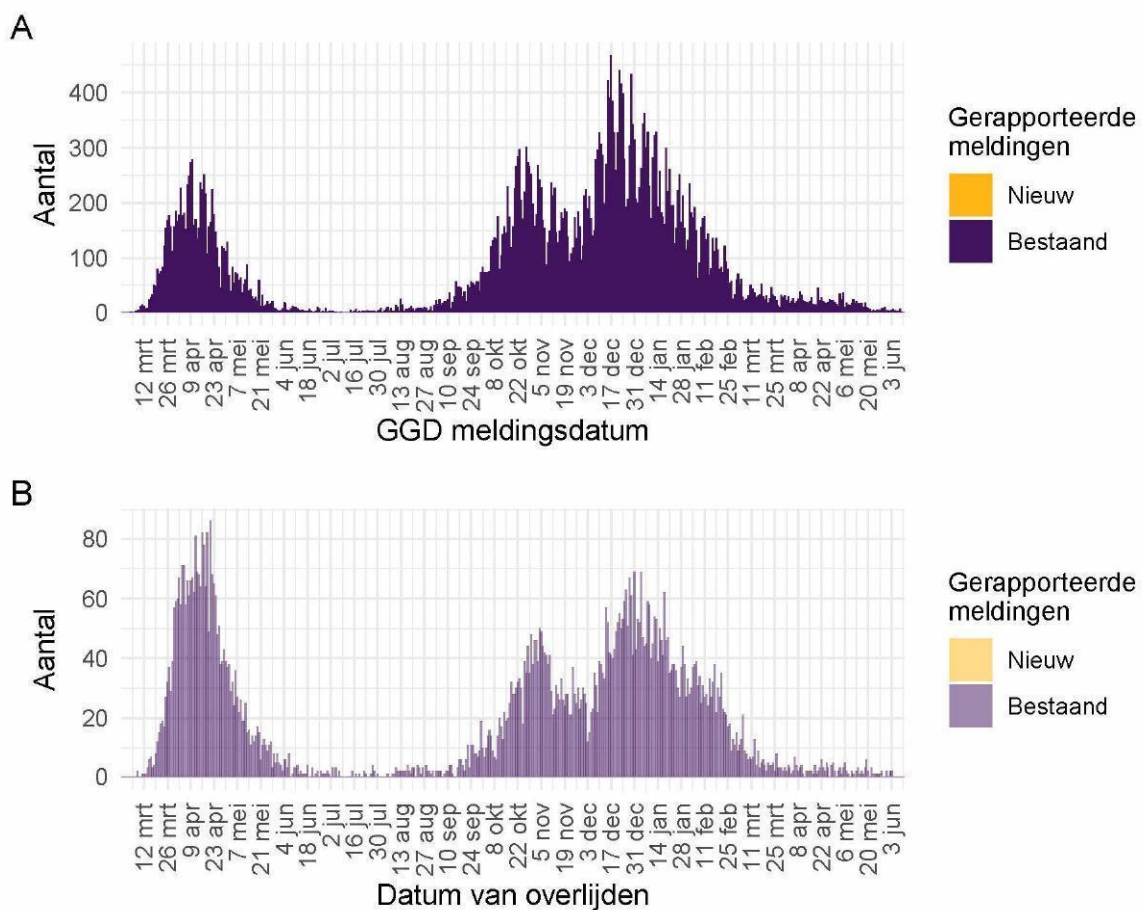 A
Aantal
400
300
200
100
0
12 mrt
26 mrt
9 apr
23 apr
7 mei
21 mei
4 jun
18 jun
2 jul
16 jul
30 jul
13 aug
27 aug
10 sep
24 sep
8 okt
22 okt
5 nov
19 nov
3 dec
17 dec
31 dec
14 jan
28 jan
11 feb
25 feb
11 mrt
25 mrt
8 apr
22 apr
6 mei
20 mei
3 jun
GGD meldingsdatum
Gerapporteerde
meldingen
Nieuw
Bestaand
B
Aantal
80
60
40
20
0
12 mrt
26 mrt
9 apr
23 apr
7 mei
21 mei
4 jun
18 jun
2 jul
16 jul
30 jul
13 aug
27 aug
10 sep
24 sep
8 okt
22 okt
5 nov
19 nov
3 dec
17 dec
31 dec
14 jan
28 jan
11 feb
25 feb
11 mrt
25 mrt
8 apr
22 apr
6 mei
20 mei
3 jun
Datum van overlijden
Gerapporteerde
meldingen
Nieuw
Bestaand